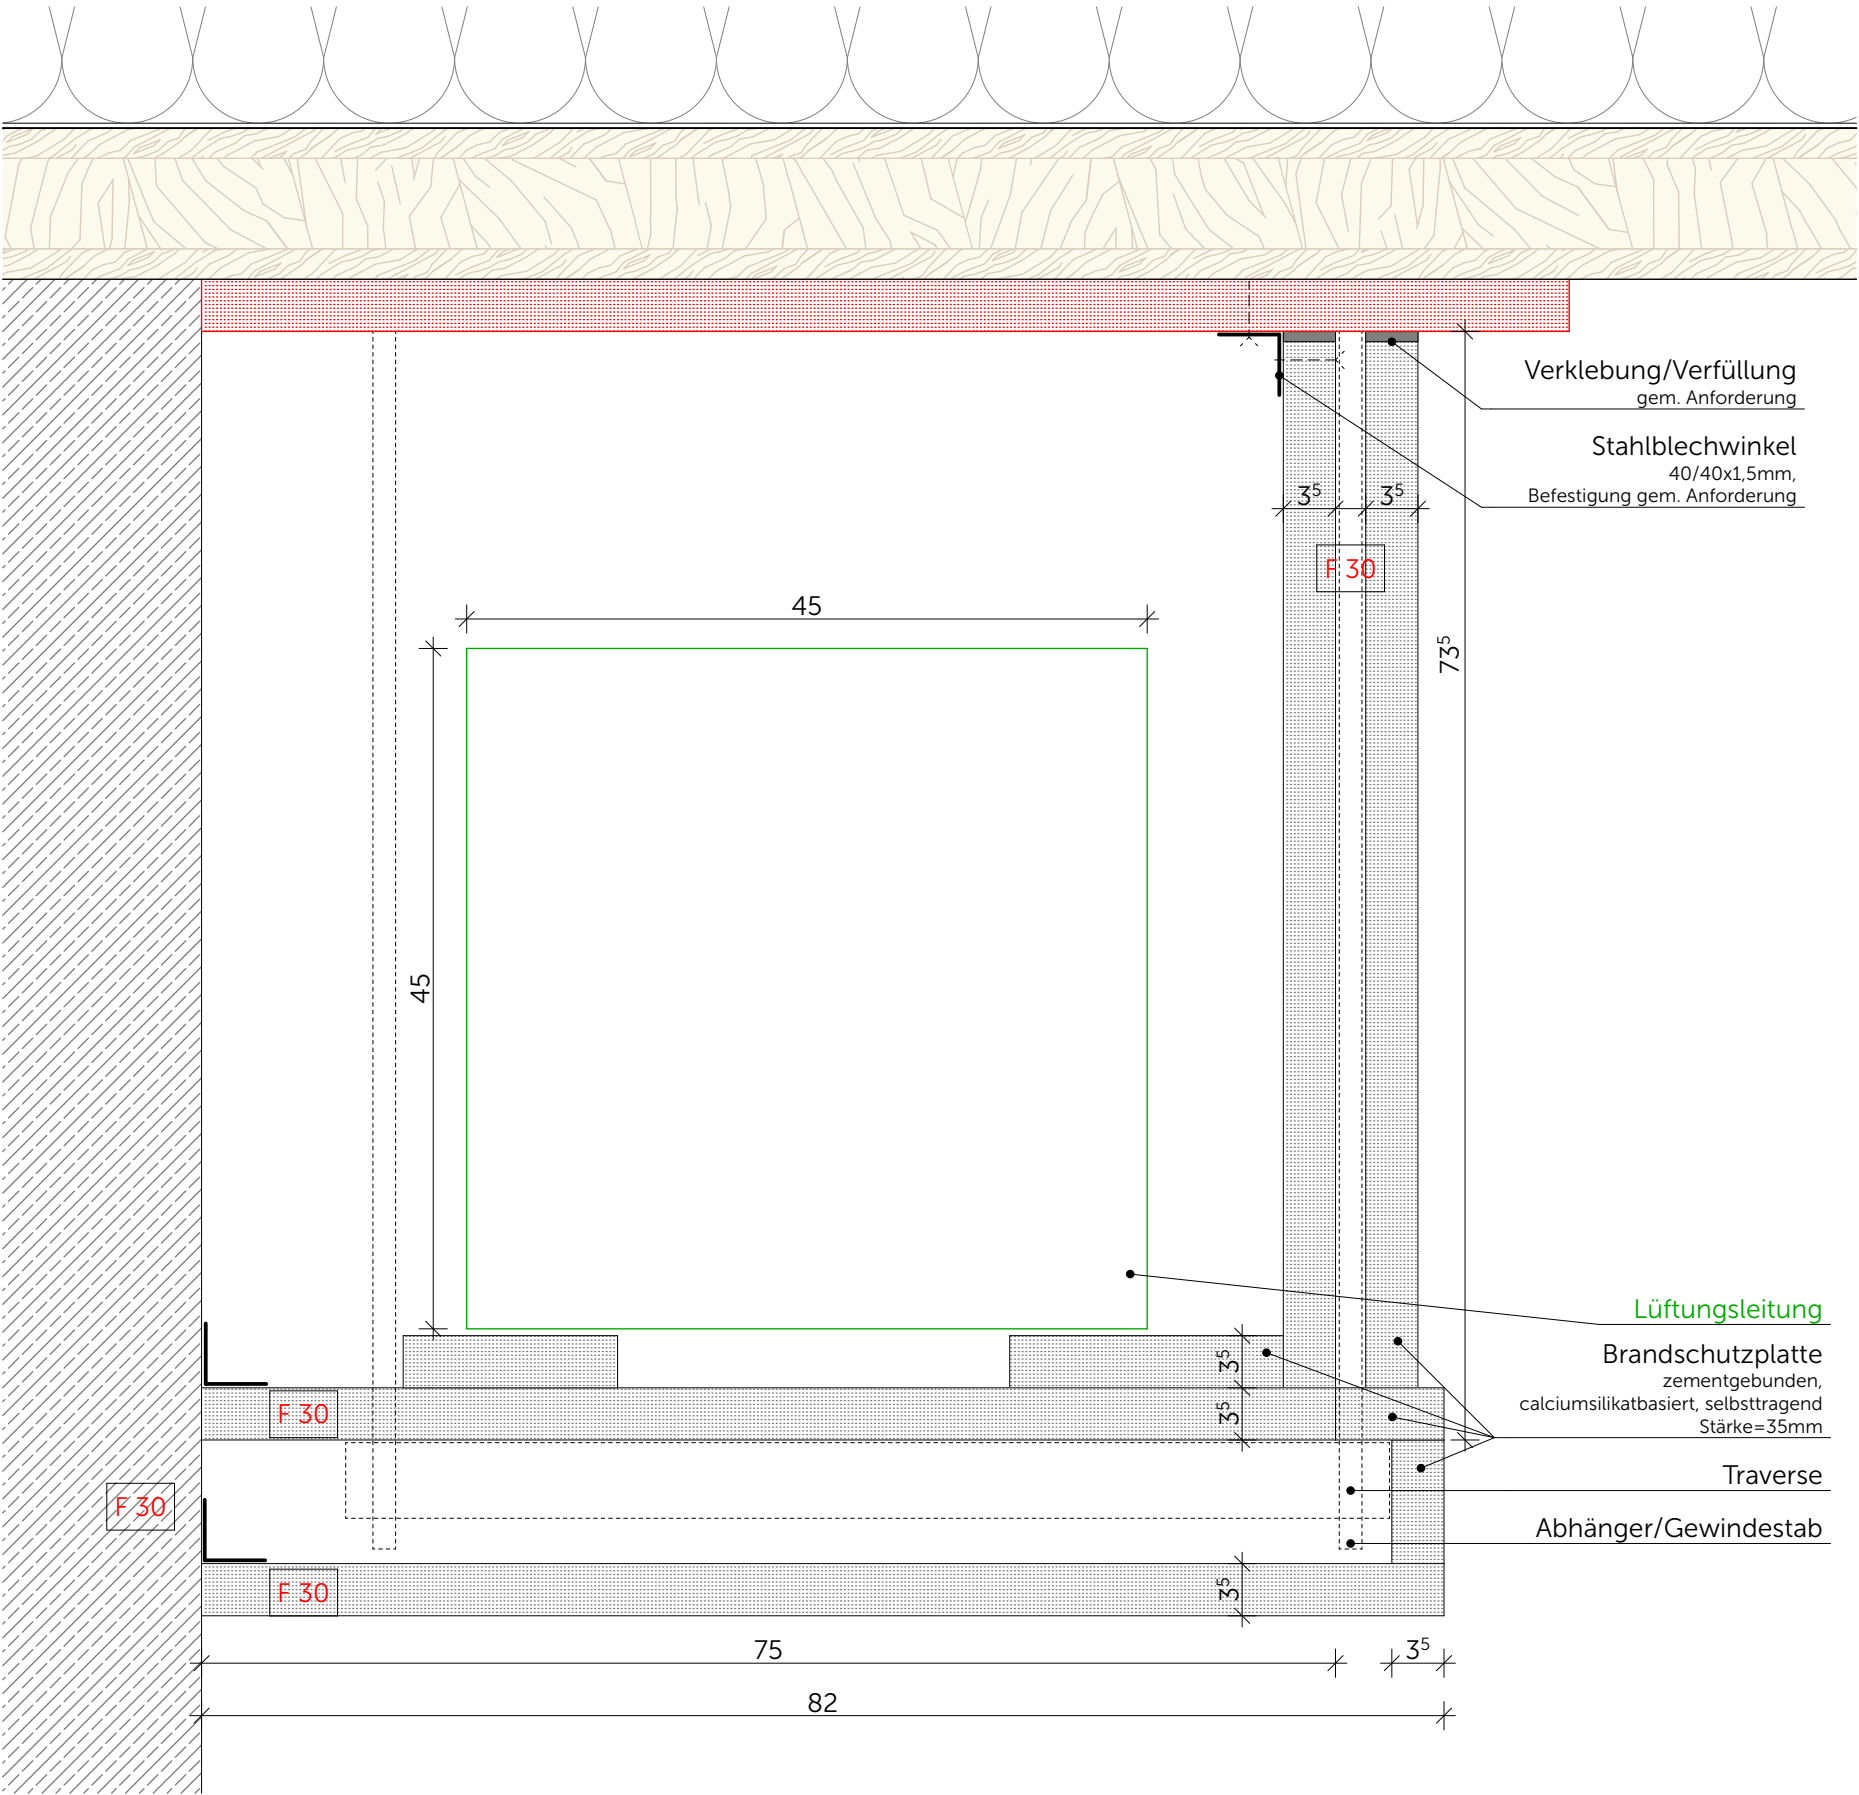 Verklebung/Verfüllung
gem. Anforderung
Stahlblechwinkel
40/40x1,5mm,
Befestigung gem. Anforderung
3⁵
3⁵
F 30
45
73⁵
45
Lüftungsleitung
Brandschutzplatte
zementgebunden,
calciumsilikatbasiert, selbsttragend
Stärke=35mm
3⁵
3⁵
F 30
Traverse
F 30
Abhänger/Gewindestab
F 30
3⁵
75
3⁵
82